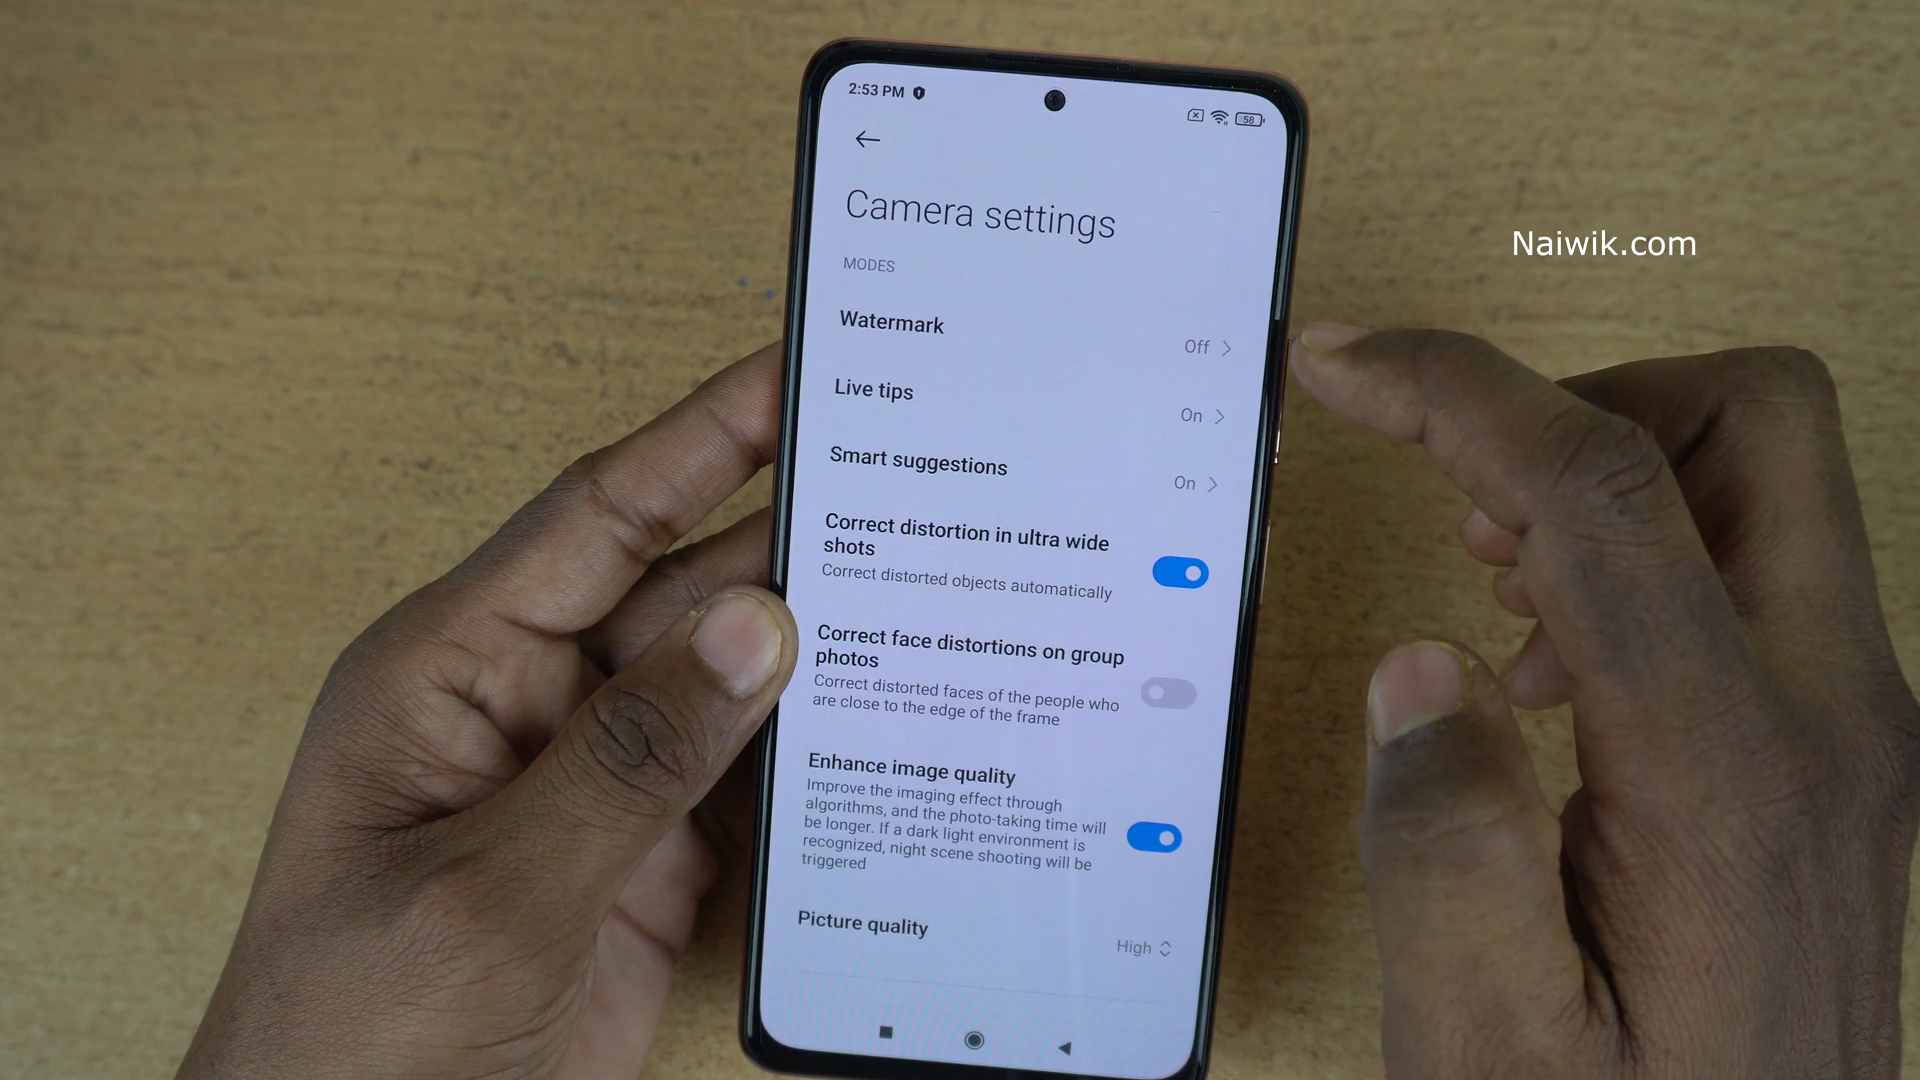 2:53 PM
58
Camera settings
MODES
Watermark
Off
Live tips
On
Smart suggestions
On
Correct distortion in ultra wide
shots
Correct distorted objects automatically
Correct face distortions on group
photos
Correct distorted faces of the people who
are close to the edge of the frame
Enhance image quality
Improve the imaging effect through
algorithms, and the photo-taking time will
be longer. If a dark light environment is
recognized, night scene shooting will be
triggered
Picture quality
High
Naiwik.com